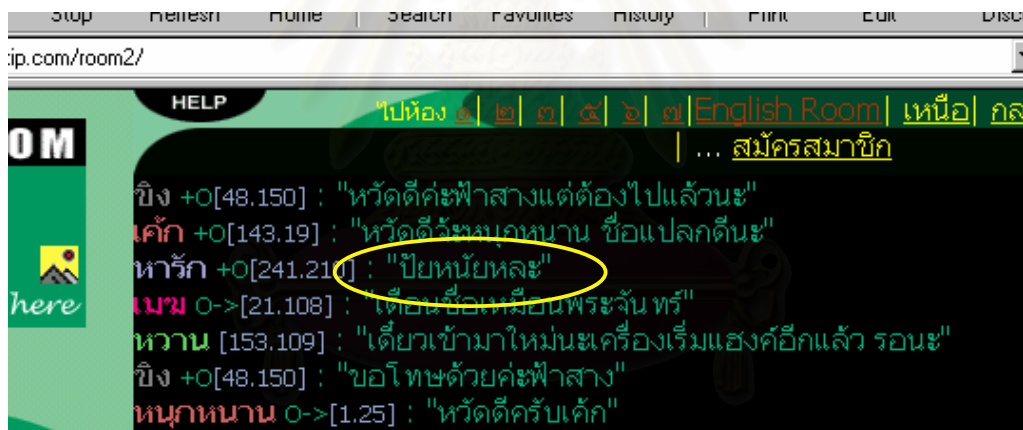 Stop Refresh Home Search Favorites History Print Edit Disc
tip.com/room2/
HELP
ไปห้อง ๑| ๒| ๓| ๕| ๖| ๗|English Room| เหนือ| กล
OM
| ... สมัครสมาชิก
ขิง +O[48.150] : "หวัดดีค่ะฟ้าสางแต่ต้องไปแล้วนะ"
เค้ก +O[143.19] : "หวัดดีจ้ะหนุกหนาน ชื่อแปลกดีนะ"
หารัก +O[241.210] : "ปัยหนัยหละ"
here
เมฆ O->[21.108] : "เดือนชื่อเหมือนพระจันทร์"
หวาน [153.109] : "เดี๋ยวเข้ามาใหม่นะเครื่องเริ่มแฮงค์อีกแล้ว รอนะ"
ขิง +O[48.150] : "ขอโทษด้วยค่ะฟ้าสาง"
หนุกหนาน O->[1.25] : "หวัดดีครับเค้ก"